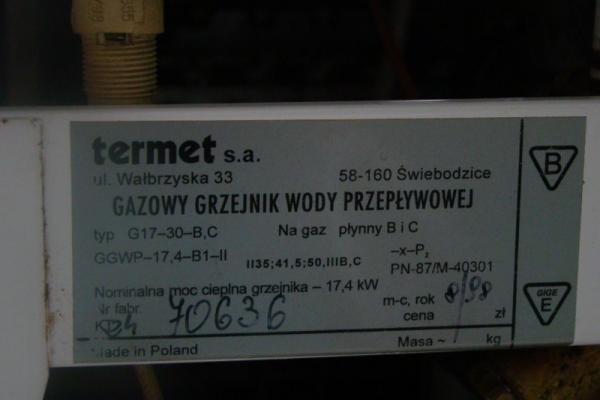 termet s.a.
ul. Wałbrzyska 33 58-160 Świebodzice
GAZOWY GRZEJNIK WODY PRZEPŁYWOWEJ
typ G17-30-B,C Na gaz płynny B i C
GGWP-17,4-B1-II II35;41,5;50,IIIB,C -x-P₂
PN-87/M-40301
Nominalna moc cieplna grzejnika - 17,4 kW
m-c, rok 8/98
Nr fabr. 70636
cena zł
Made in Poland Masa ~ kg
B
GIGE
E